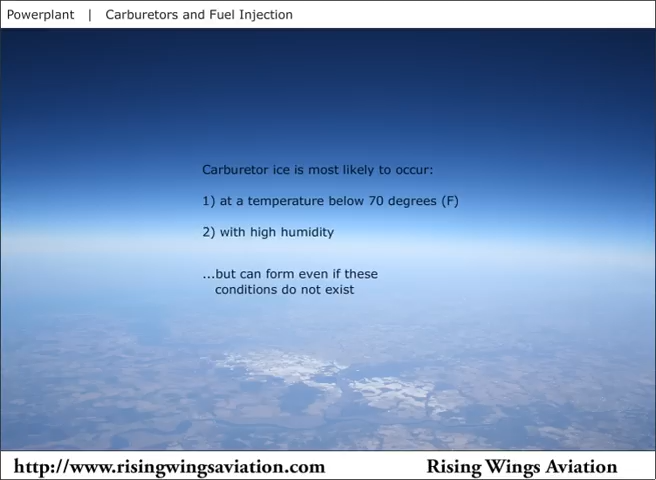 Powerplant | Carburetors and Fuel Injection
Carburetor ice is most likely to occur:
1) at a temperature below 70 degrees (F)
2) with high humidity
...but can form even if these
conditions do not exist
http://www.risingwingsaviation.com Rising Wings Aviation